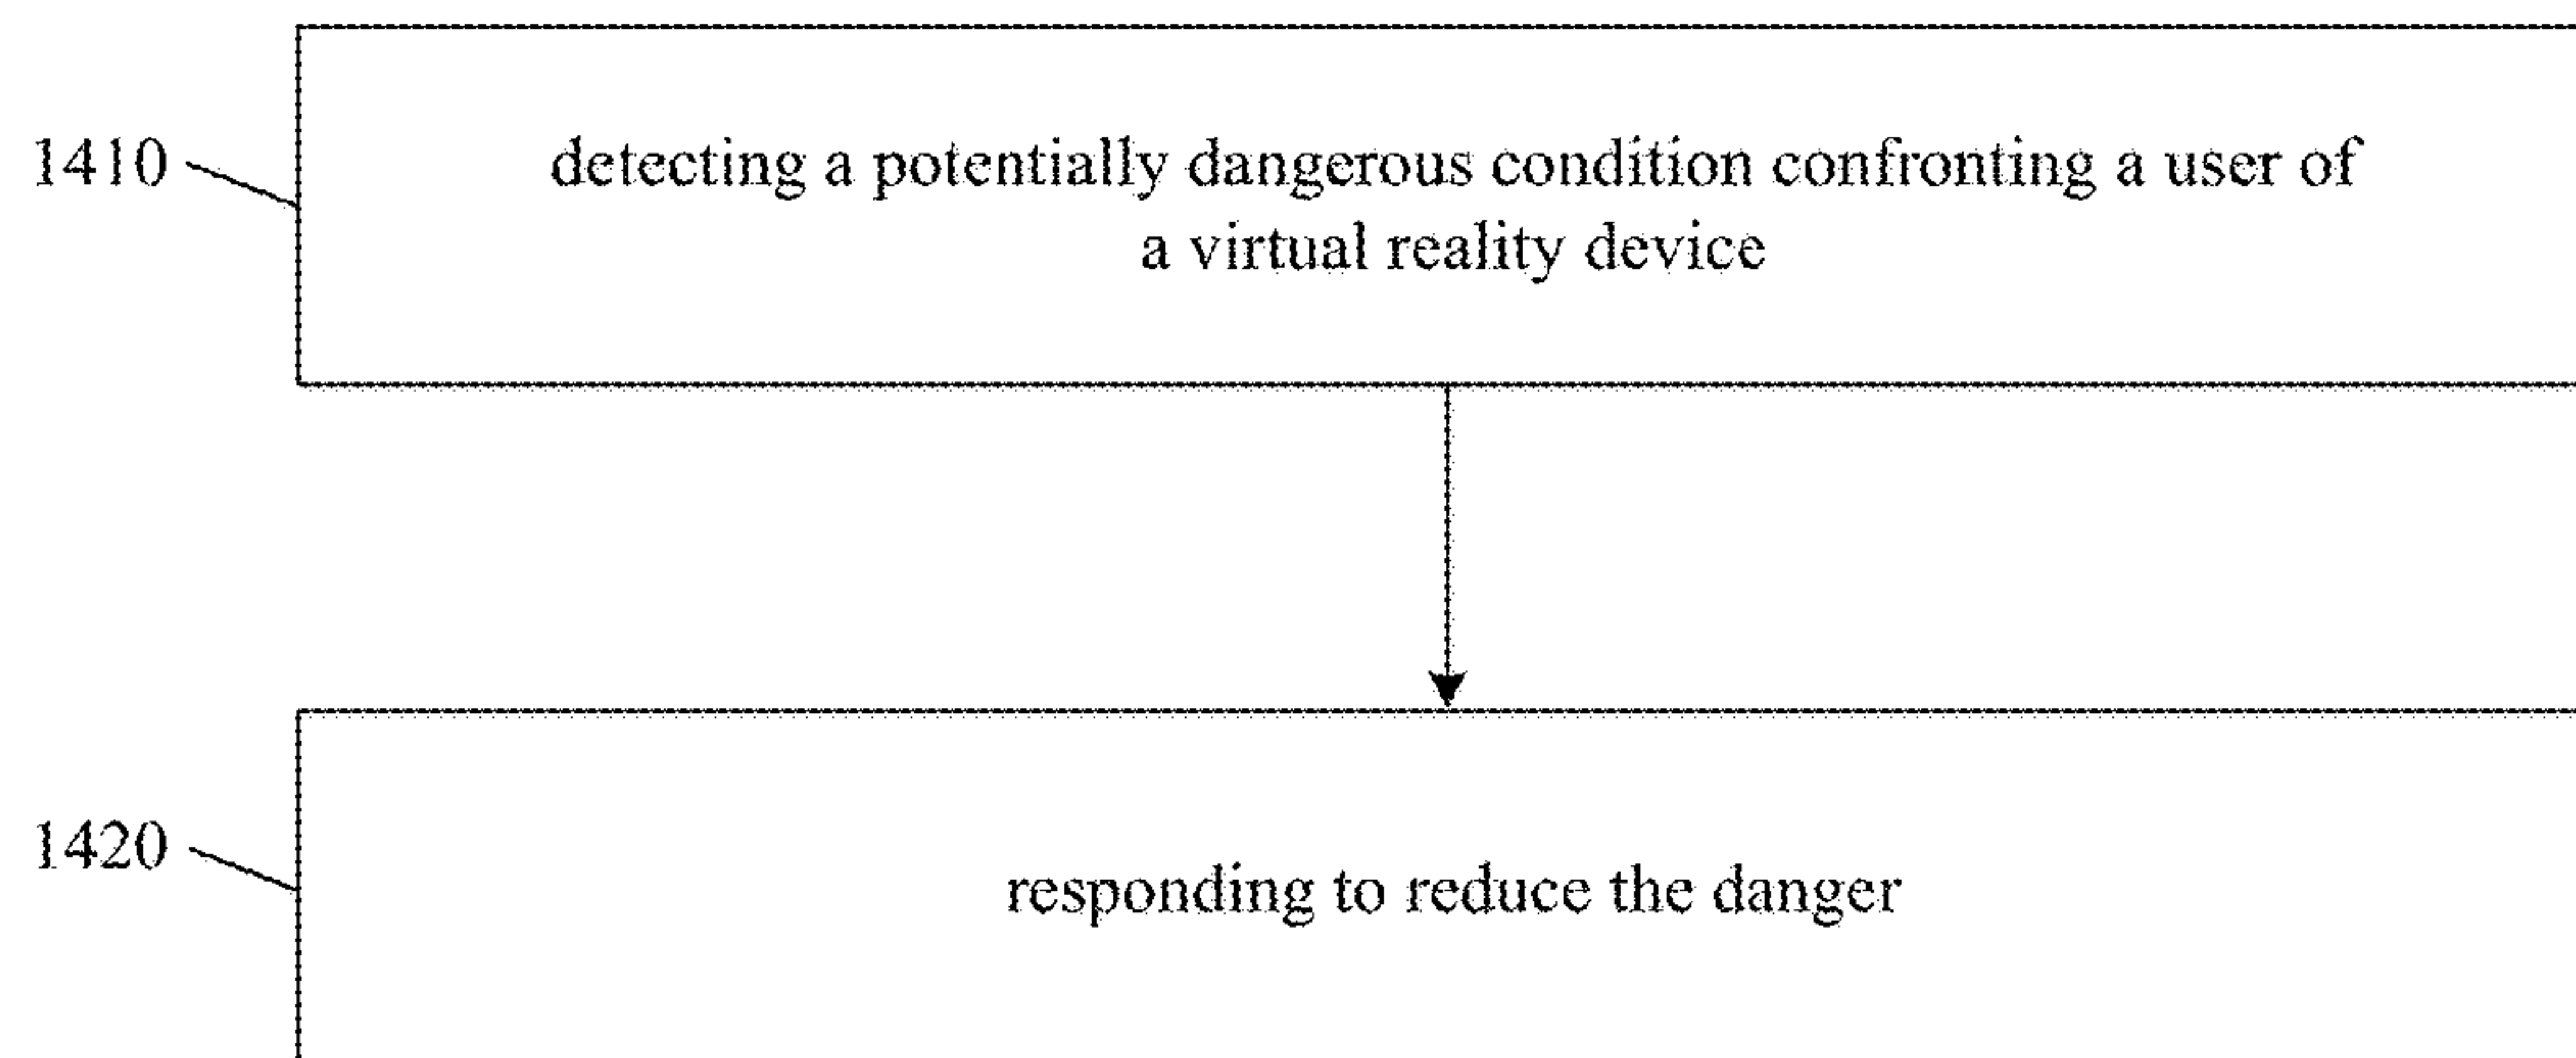 1410
detecting a potentially dangerous condition confronting a user of
a virtual reality device
1420
responding to reduce the danger